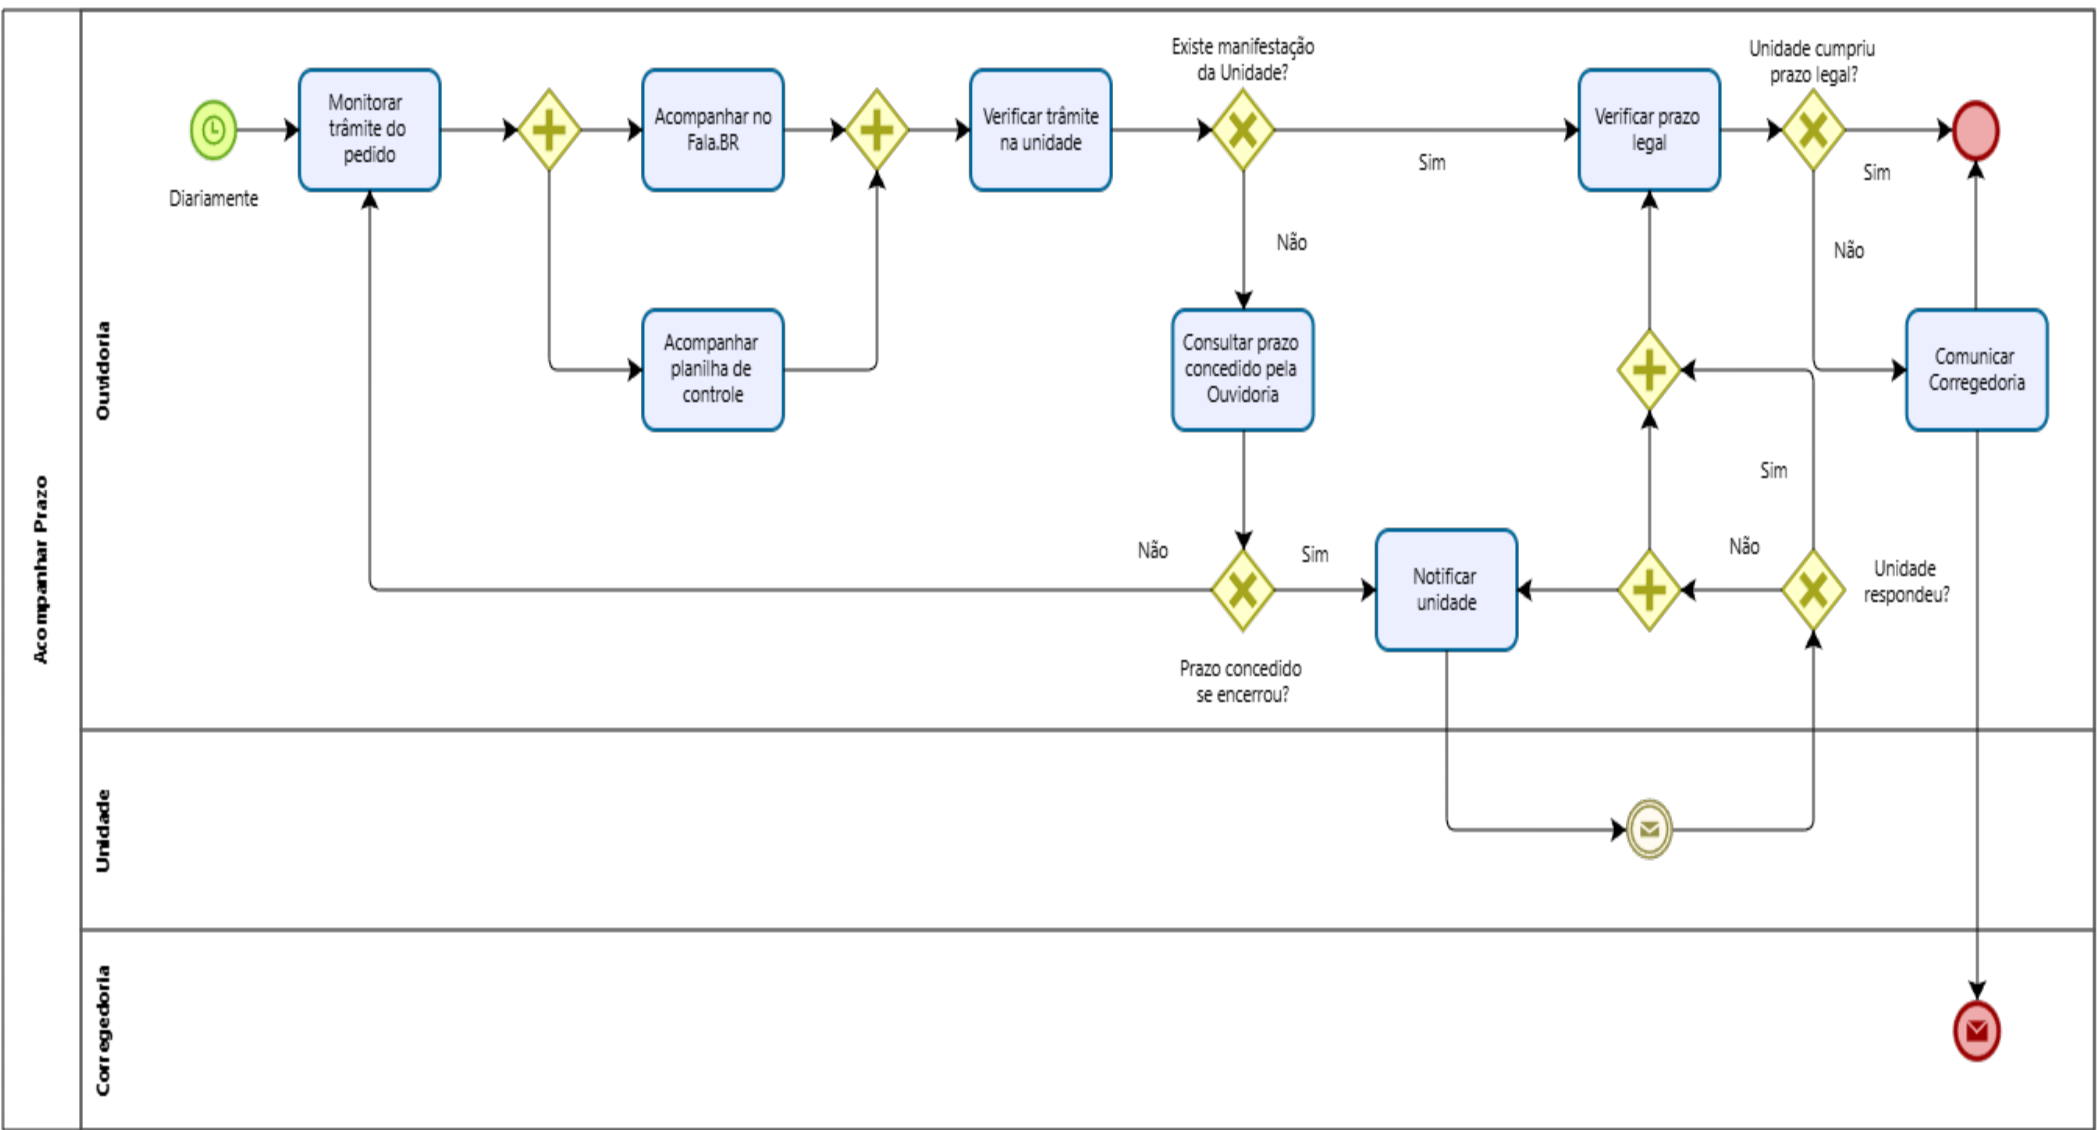 Acompanhar Prazo
Ouvidoria
Diariamente
Monitorar
trâmite do
pedido
Acompanhar no
Fala.BR
Acompanhar
planilha de
controle
Verificar trâmite
na unidade
Existe manifestação
da Unidade?
Sim
Não
Consultar prazo
concedido pela
Ouvidoria
Não
Sim
Prazo concedido
se encerrou?
Notificar
unidade
Verificar prazo
legal
Unidade cumpriu
prazo legal?
Sim
Não
Comunicar
Corregedoria
Sim
Não
Unidade
respondeu?
Unidade
Corregedoria